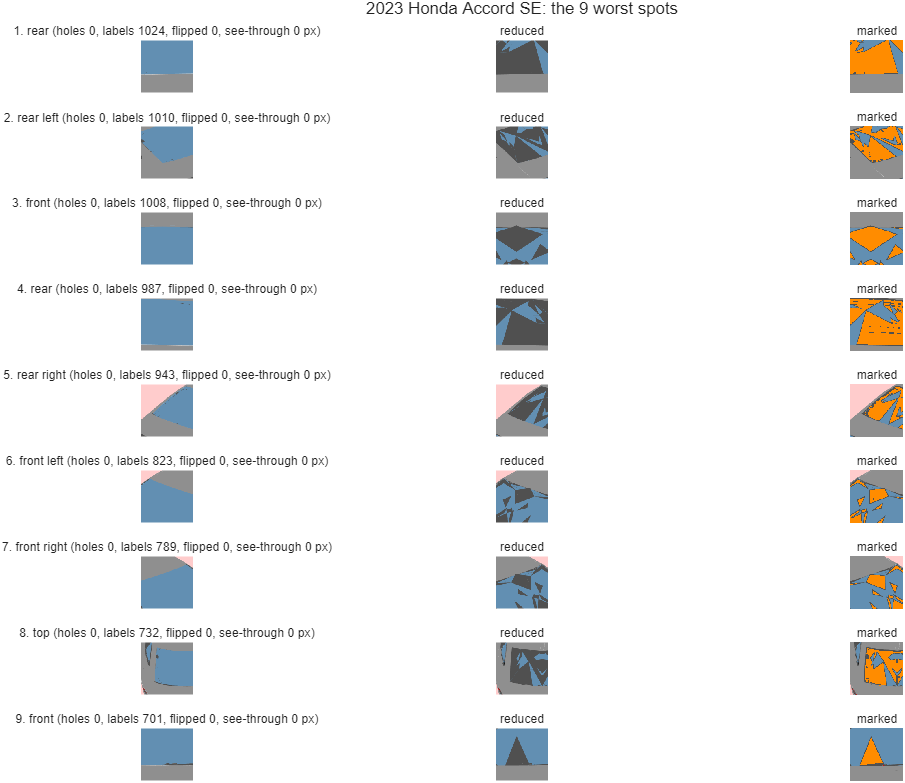 2023 Honda Accord SE: the 9 worst spots
1. rear (holes 0, labels 1024, flipped 0, see-through 0 px) reduced marked
2. rear left (holes 0, labels 1010, flipped 0, see-through 0 px) reduced marked
3. front (holes 0, labels 1008, flipped 0, see-through 0 px) reduced marked
4. rear (holes 0, labels 987, flipped 0, see-through 0 px) reduced marked
5. rear right (holes 0, labels 943, flipped 0, see-through 0 px) reduced marked
6. front left (holes 0, labels 823, flipped 0, see-through 0 px) reduced marked
7. front right (holes 0, labels 789, flipped 0, see-through 0 px) reduced marked
8. top (holes 0, labels 732, flipped 0, see-through 0 px) reduced marked
9. front (holes 0, labels 701, flipped 0, see-through 0 px) reduced marked